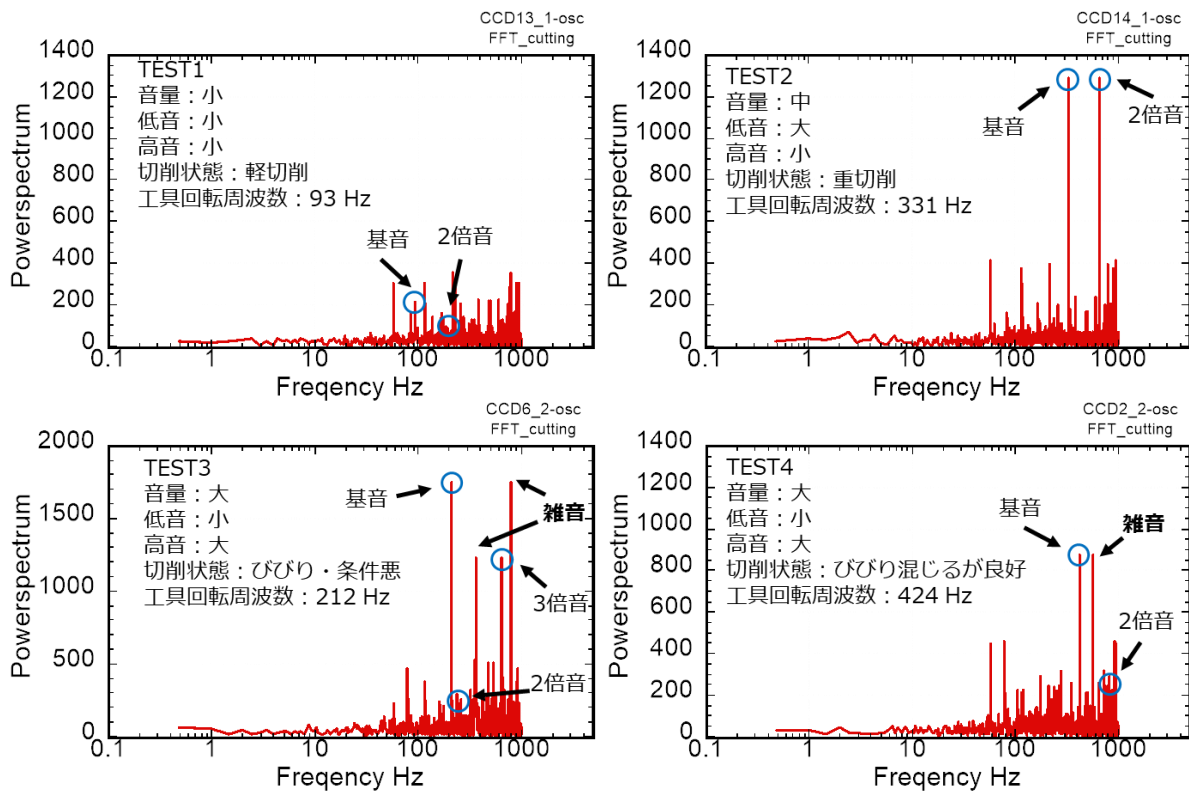 CCD13_1-osc
FFT_cutting
1400
1200
1000
800
600
400
200
0
Powerspectrum
TEST1
音量：小
低音：小
高音：小
切削状態：軽切削
工具回転周波数：93 Hz
基音
2倍音
0.1
1
10
100
1000
Freqency Hz
CCD14_1-osc
FFT_cutting
1400
1200
1000
800
600
400
200
0
Powerspectrum
TEST2
音量：中
低音：大
高音：小
切削状態：重切削
工具回転周波数：331 Hz
基音
2倍音
0.1
1
10
100
1000
Freqency Hz
CCD6_2-osc
FFT_cutting
2000
1500
1000
500
0
Powerspectrum
TEST3
音量：大
低音：小
高音：大
切削状態：びびり・条件悪
工具回転周波数：212 Hz
基音
雑音
3倍音
2倍音
0.1
1
10
100
1000
Freqency Hz
CCD2_2-osc
FFT_cutting
1400
1200
1000
800
600
400
200
0
Powerspectrum
TEST4
音量：大
低音：小
高音：大
切削状態：びびり混じるが良好
工具回転周波数：424 Hz
基音
雑音
2倍音
0.1
1
10
100
1000
Freqency Hz